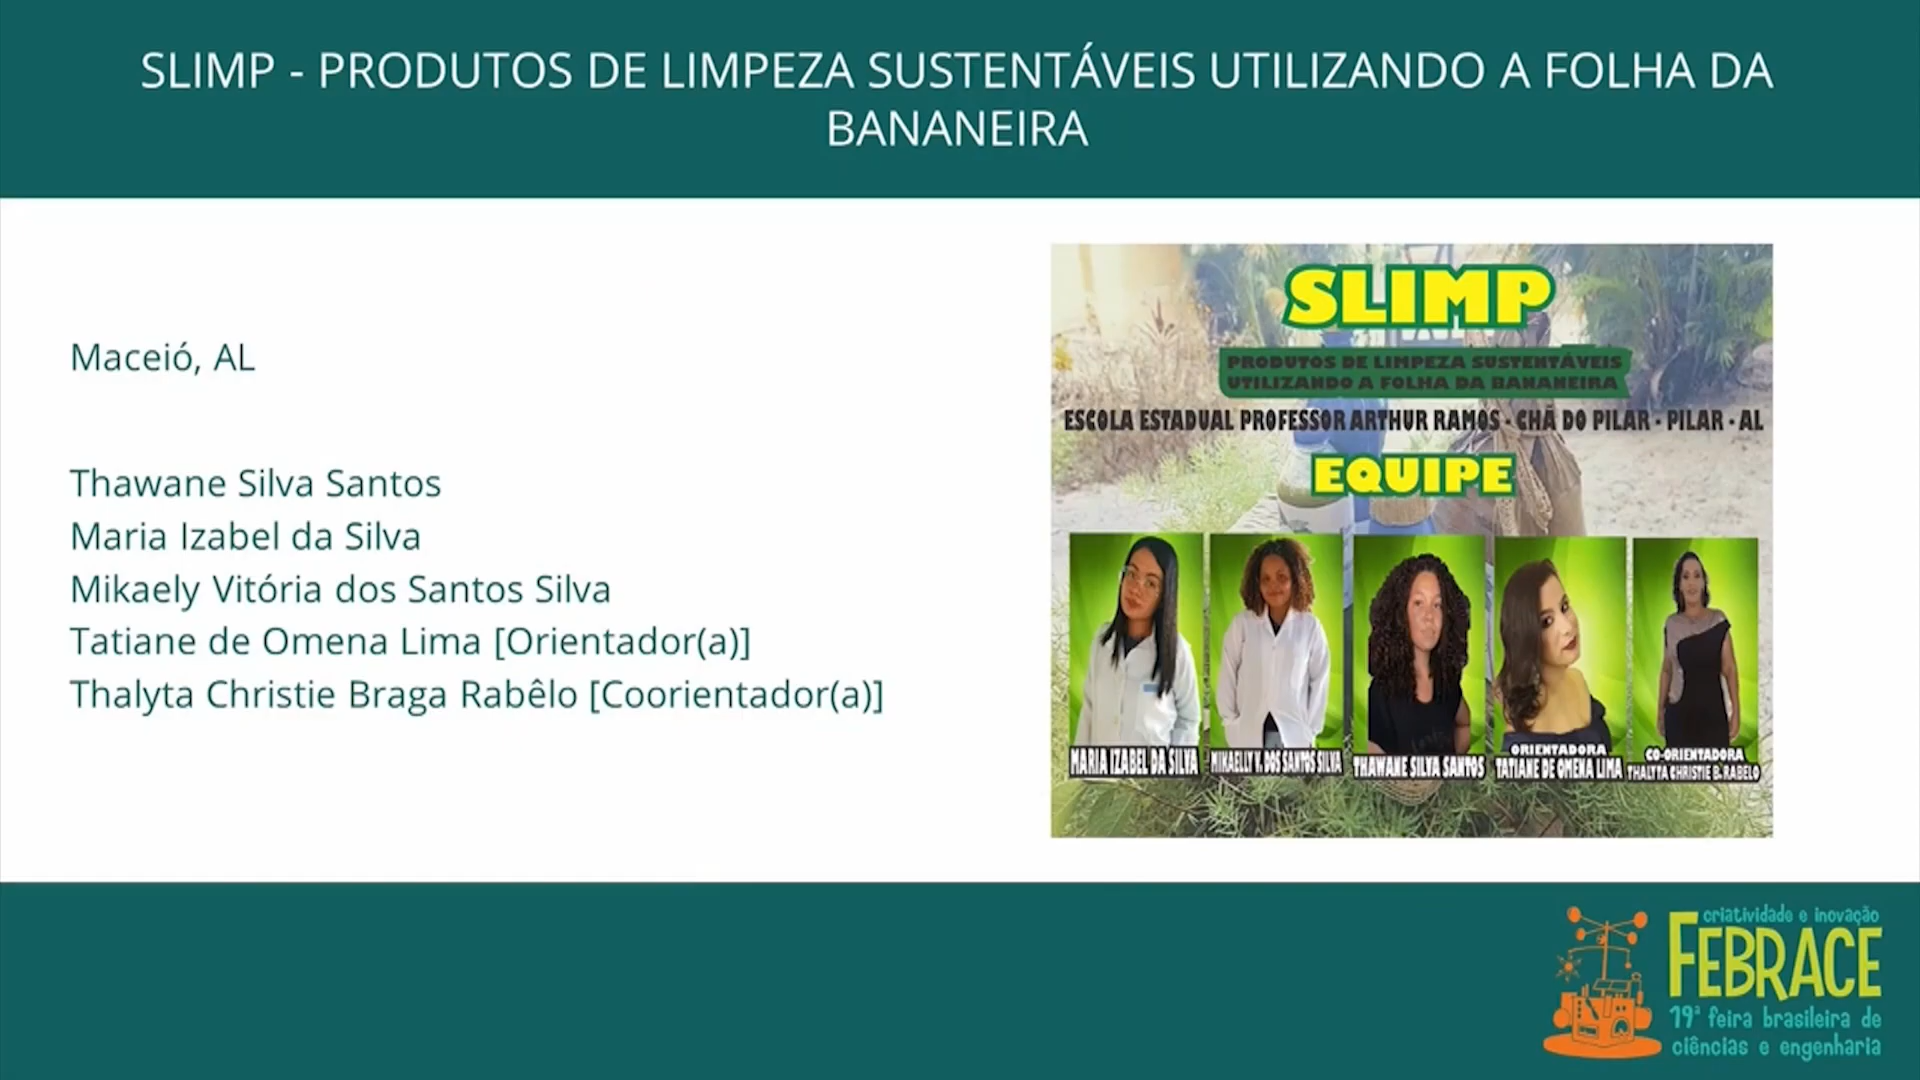 SLIMP - PRODUTOS DE LIMPEZA SUSTENTÁVEIS UTILIZANDO A FOLHA DA
BANANEIRA
Maceió, AL
Thawane Silva Santos
Maria Izabel da Silva
Mikaely Vitória dos Santos Silva
Tatiane de Omena Lima [Orientador(a)]
Thalyta Christie Braga Rabêlo [Coorientador(a)]
SLIMP
PRODUTOS DE LIMPEZA SUSTENTÁVEIS
UTILIZANDO A FOLHA DA BANANEIRA
ESCOLA ESTADUAL PROFESSOR ARTHUR RAMOS - CHÃ DO PILAR - PILAR - AL
EQUIPE
MARIA IZABEL DA SILVA
MIKAELLY V. DOS SANTOS SILVA
THAWANE SILVA SANTOS
ORIENTADORA
TATIANE DE OMENA LIMA
CO-ORIENTADORA
THALYTA CHRISTIE B. RABELO
criatividade e inovação
FEBRACE
19ª feira brasileira de
ciências e engenharia